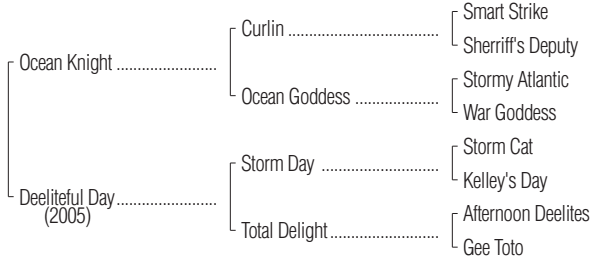 Smart Strike
Curlin ........................................
Sherriff's Deputy
Ocean Knight ..........................
Stormy Atlantic
Ocean Goddess ......................
War Goddess
Storm Cat
Storm Day ..............................
Kelley's Day
Deeliteful Day ..........................
(2005)
Afternoon Deelites
Total Delight............................
Gee Toto